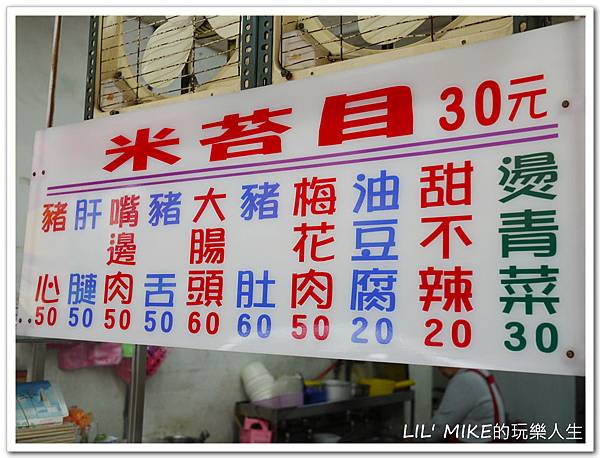 米苔目 30元
燙青菜 30
甜不辣 20
油豆腐 20
梅花肉 50
豬肚 60
大腸頭 60
豬舌 50
嘴邊肉 50
肝腱 50
豬心 50
LIL' MIKE的玩樂人生